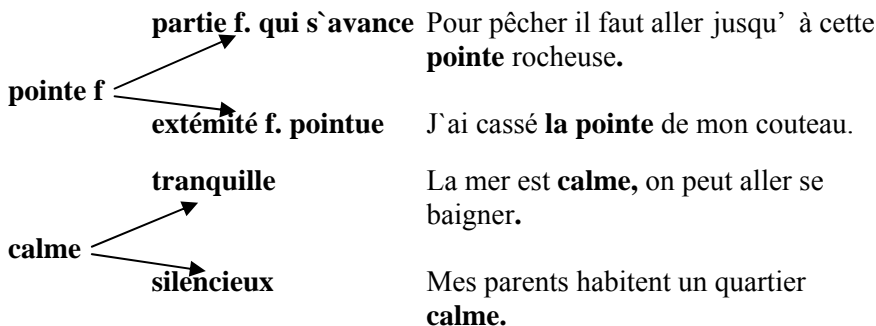 partie f. qui s`avance Pour pêcher il faut aller jusqu’ à cette
pointe rocheuse.
pointe f
extémité f. pointue J`ai cassé la pointe de mon couteau.
tranquille La mer est calme, on peut aller se
baigner.
calme
silencieux Mes parents habitent un quartier
calme.